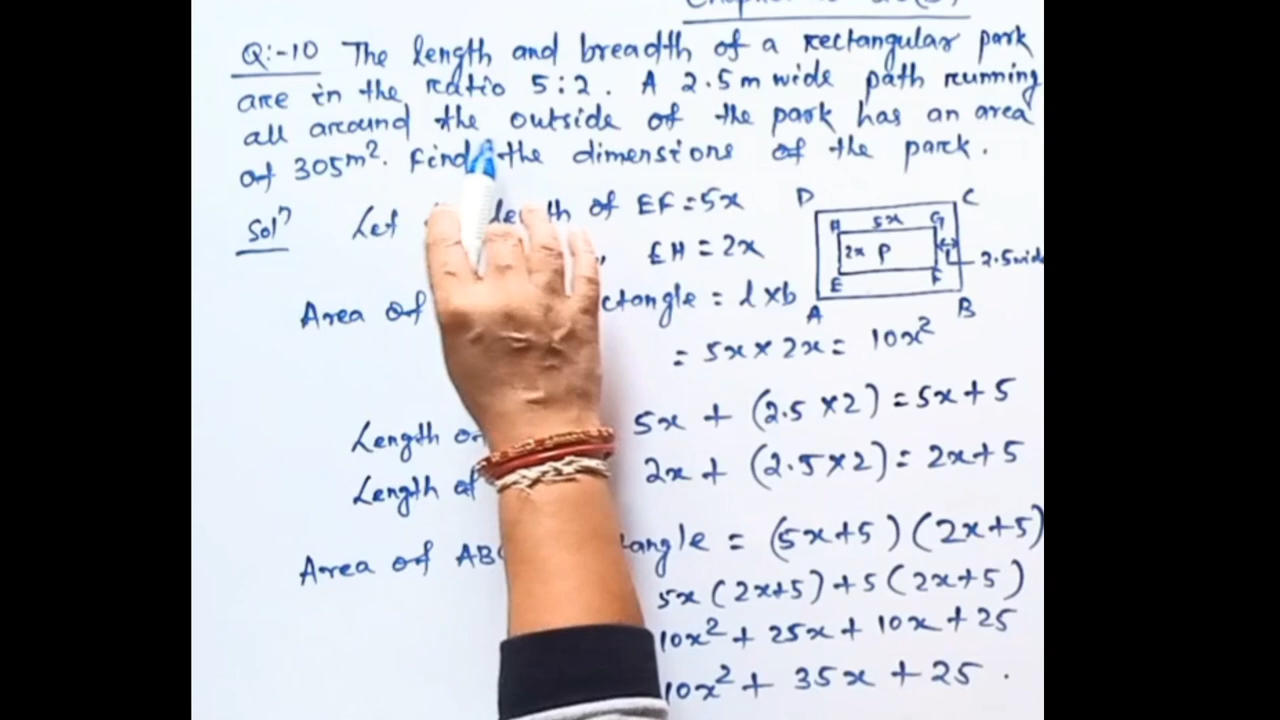 Q:-10 The length and breadth of a rectangular park
are in the ratio 5:2. A 2.5m wide path running
all around the outside of the park has an area
of 305m². Find the dimensions of the park.
Solⁿ Let length of EF = 5x
EH = 2x
D C
H 5x G
2x P
2.5wide
E F
A B
Area of = l×b
= 5x × 2x = 10x²
Length 5x + (2.5×2) = 5x+5
Length of 2x + (2.5×2) = 2x+5
Area of = (5x+5)(2x+5)
5x(2x+5)+5(2x+5)
10x² + 25x + 10x + 25
10x² + 35x + 25 .